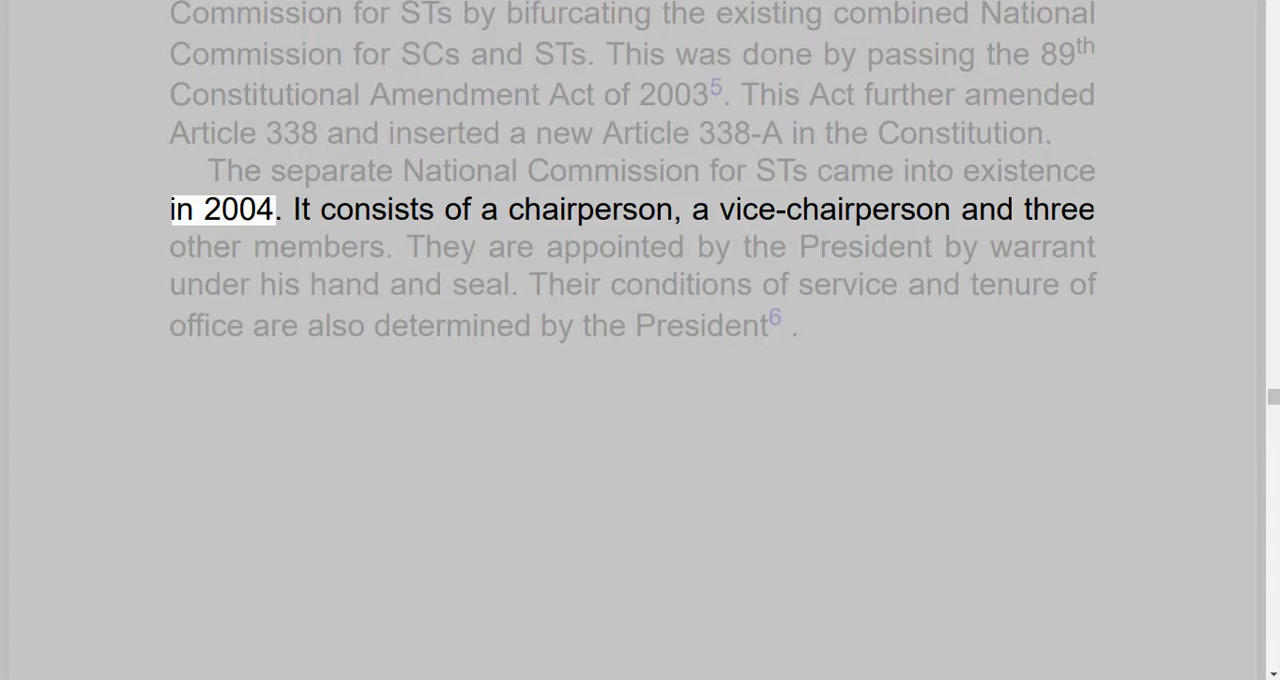 Commission for STs by bifurcating the existing combined National
Commission for SCs and STs. This was done by passing the 89th
Constitutional Amendment Act of 20035. This Act further amended
Article 338 and inserted a new Article 338-A in the Constitution.
The separate National Commission for STs came into existence
in 2004. It consists of a chairperson, a vice-chairperson and three
other members. They are appointed by the President by warrant
under his hand and seal. Their conditions of service and tenure of
office are also determined by the President6 .